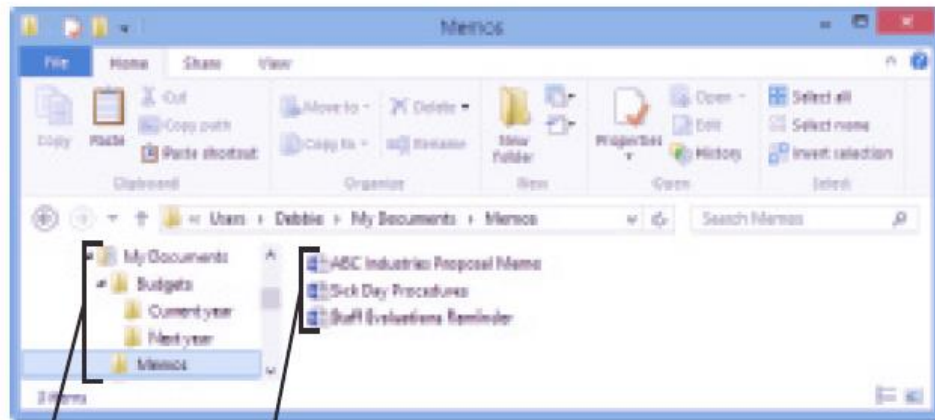 Memos
File Home Share View
Copy Paste Cut
Copy path
Paste shortcut
Move to Delete
Copy to Rename
New folder
Properties Open
Edit
History
Select all
Select none
Invert selection
Clipboard Organize New Open Select
« Users Debbie My Documents Memos Search Memos
My Documents
Budgets
Current year
Next year
Memos
ABC Industries Proposal Memo
Sick Day Procedures
Staff Evaluations Reminder
3 items